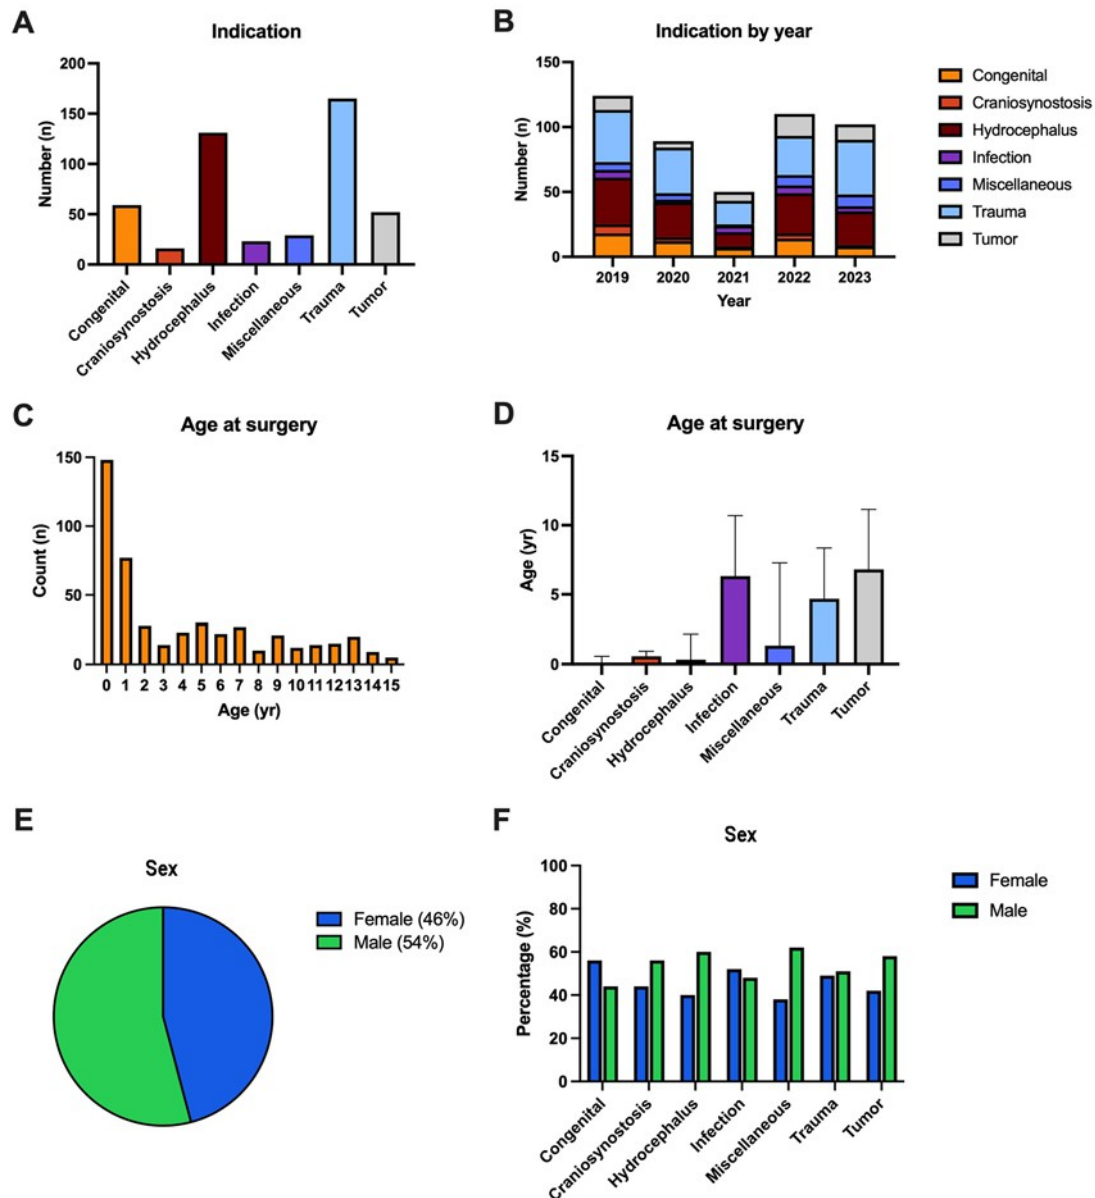 A
Indication
Number (n)
200
150
100
50
0
Congenital
Craniosynostosis
Hydrocephalus
Infection
Miscellaneous
Trauma
Tumor
B
Indication by year
Number (n)
150
100
50
0
2019 2020 2021 2022 2023
Year
Congenital
Craniosynostosis
Hydrocephalus
Infection
Miscellaneous
Trauma
Tumor
C
Age at surgery
Count (n)
150
100
50
0
0 1 2 3 4 5 6 7 8 9 10 11 12 13 14 15
Age (yr)
D
Age at surgery
Age (yr)
15
10
5
0
Congenital
Craniosynostosis
Hydrocephalus
Infection
Miscellaneous
Trauma
Tumor
E
Sex
Female (46%)
Male (54%)
F
Sex
Percentage (%)
100
80
60
40
20
0
Congenital
Craniosynostosis
Hydrocephalus
Infection
Miscellaneous
Trauma
Tumor
Female
Male